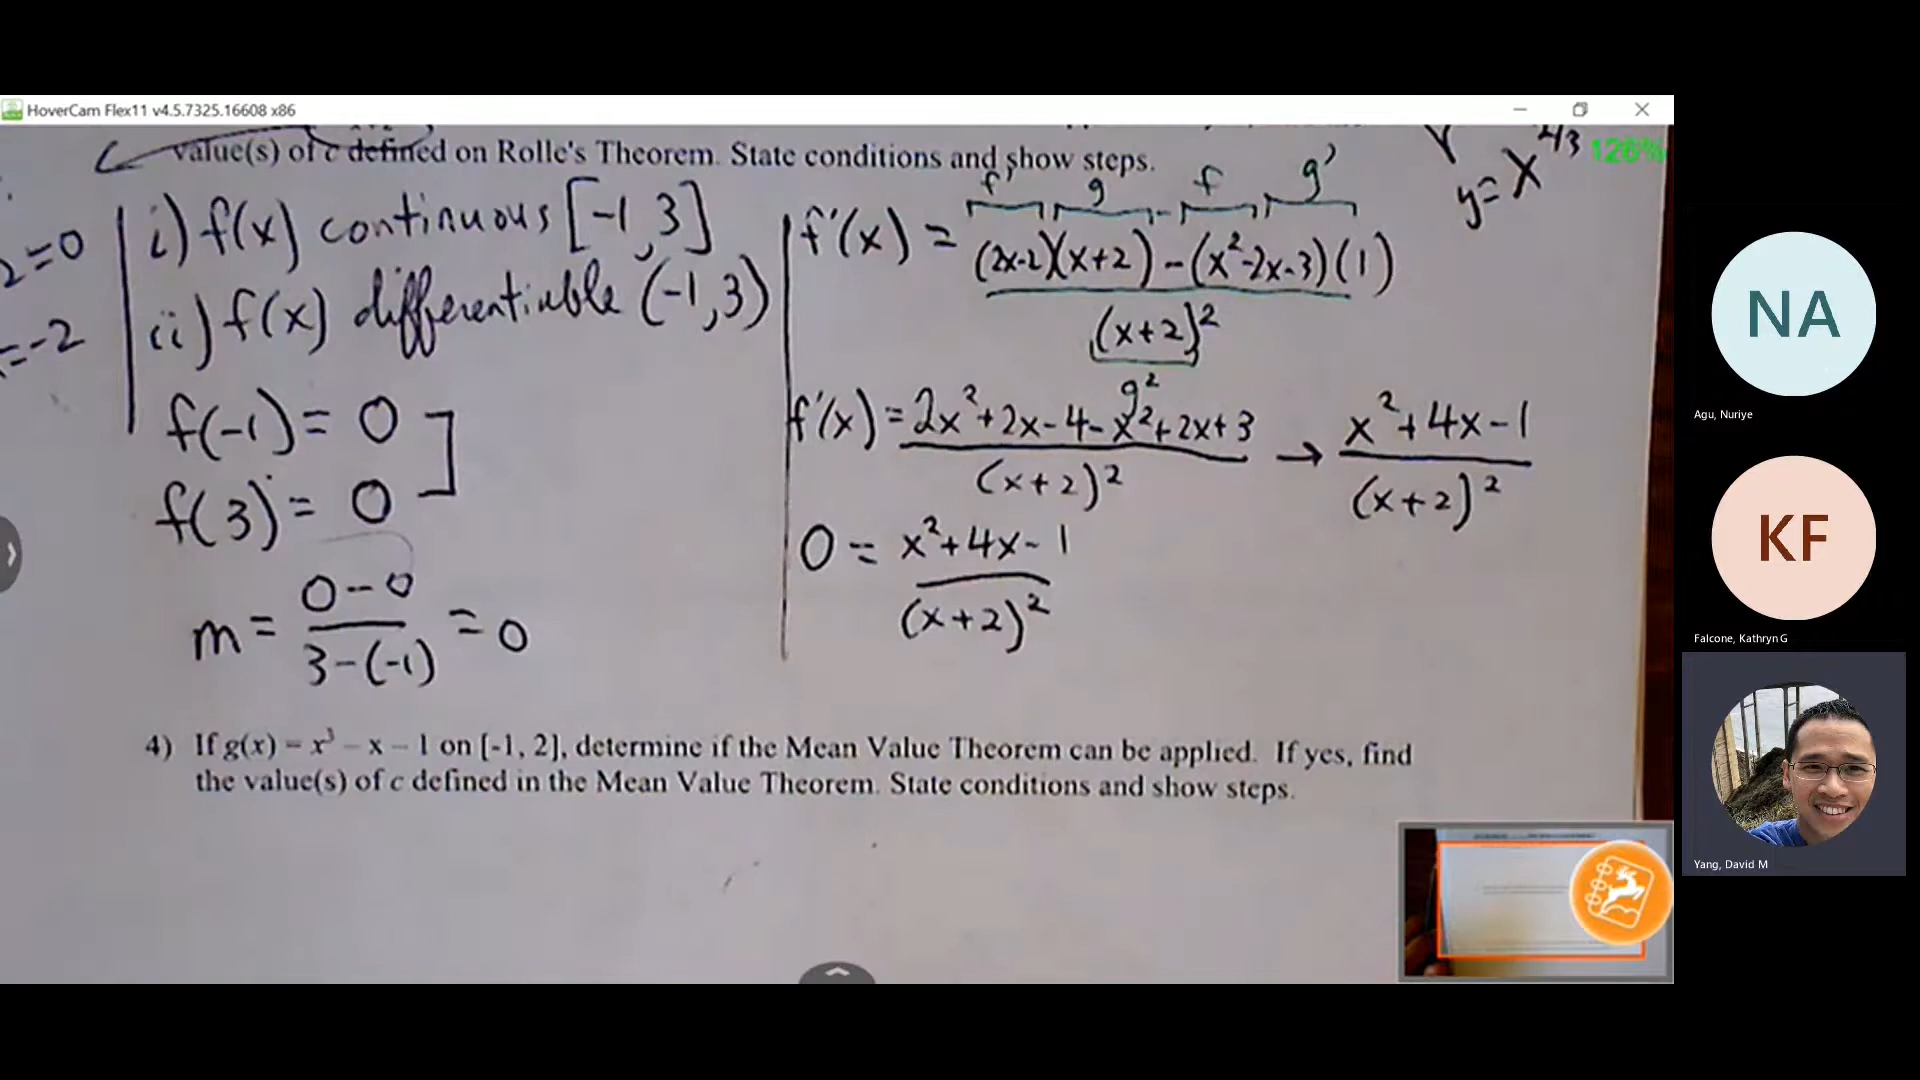 HoverCam Flex11 v4.5.7325.16608 x86
value(s) of c defined on Rolle's Theorem. State conditions and show steps.
126%
y = x^4/3
2=0
=-2
i) f(x) continuous [-1,3]
ii) f(x) differentiable (-1,3)
f(-1) = 0
f(3) = 0
m = 0-0 / 3-(-1) = 0
f' g - f g'
f'(x) = (2x-2)(x+2) - (x²-2x-3)(1)
(x+2)²
g²
f'(x) = 2x²+2x-4-x²+2x+3 / (x+2)² → x²+4x-1 / (x+2)²
0 = x²+4x-1
(x+2)²
4) If g(x) = x³ – x – 1 on [-1, 2], determine if the Mean Value Theorem can be applied. If yes, find
the value(s) of c defined in the Mean Value Theorem. State conditions and show steps.
NA
Agu, Nuriye
KF
Falcone, Kathryn G
Yang, David M